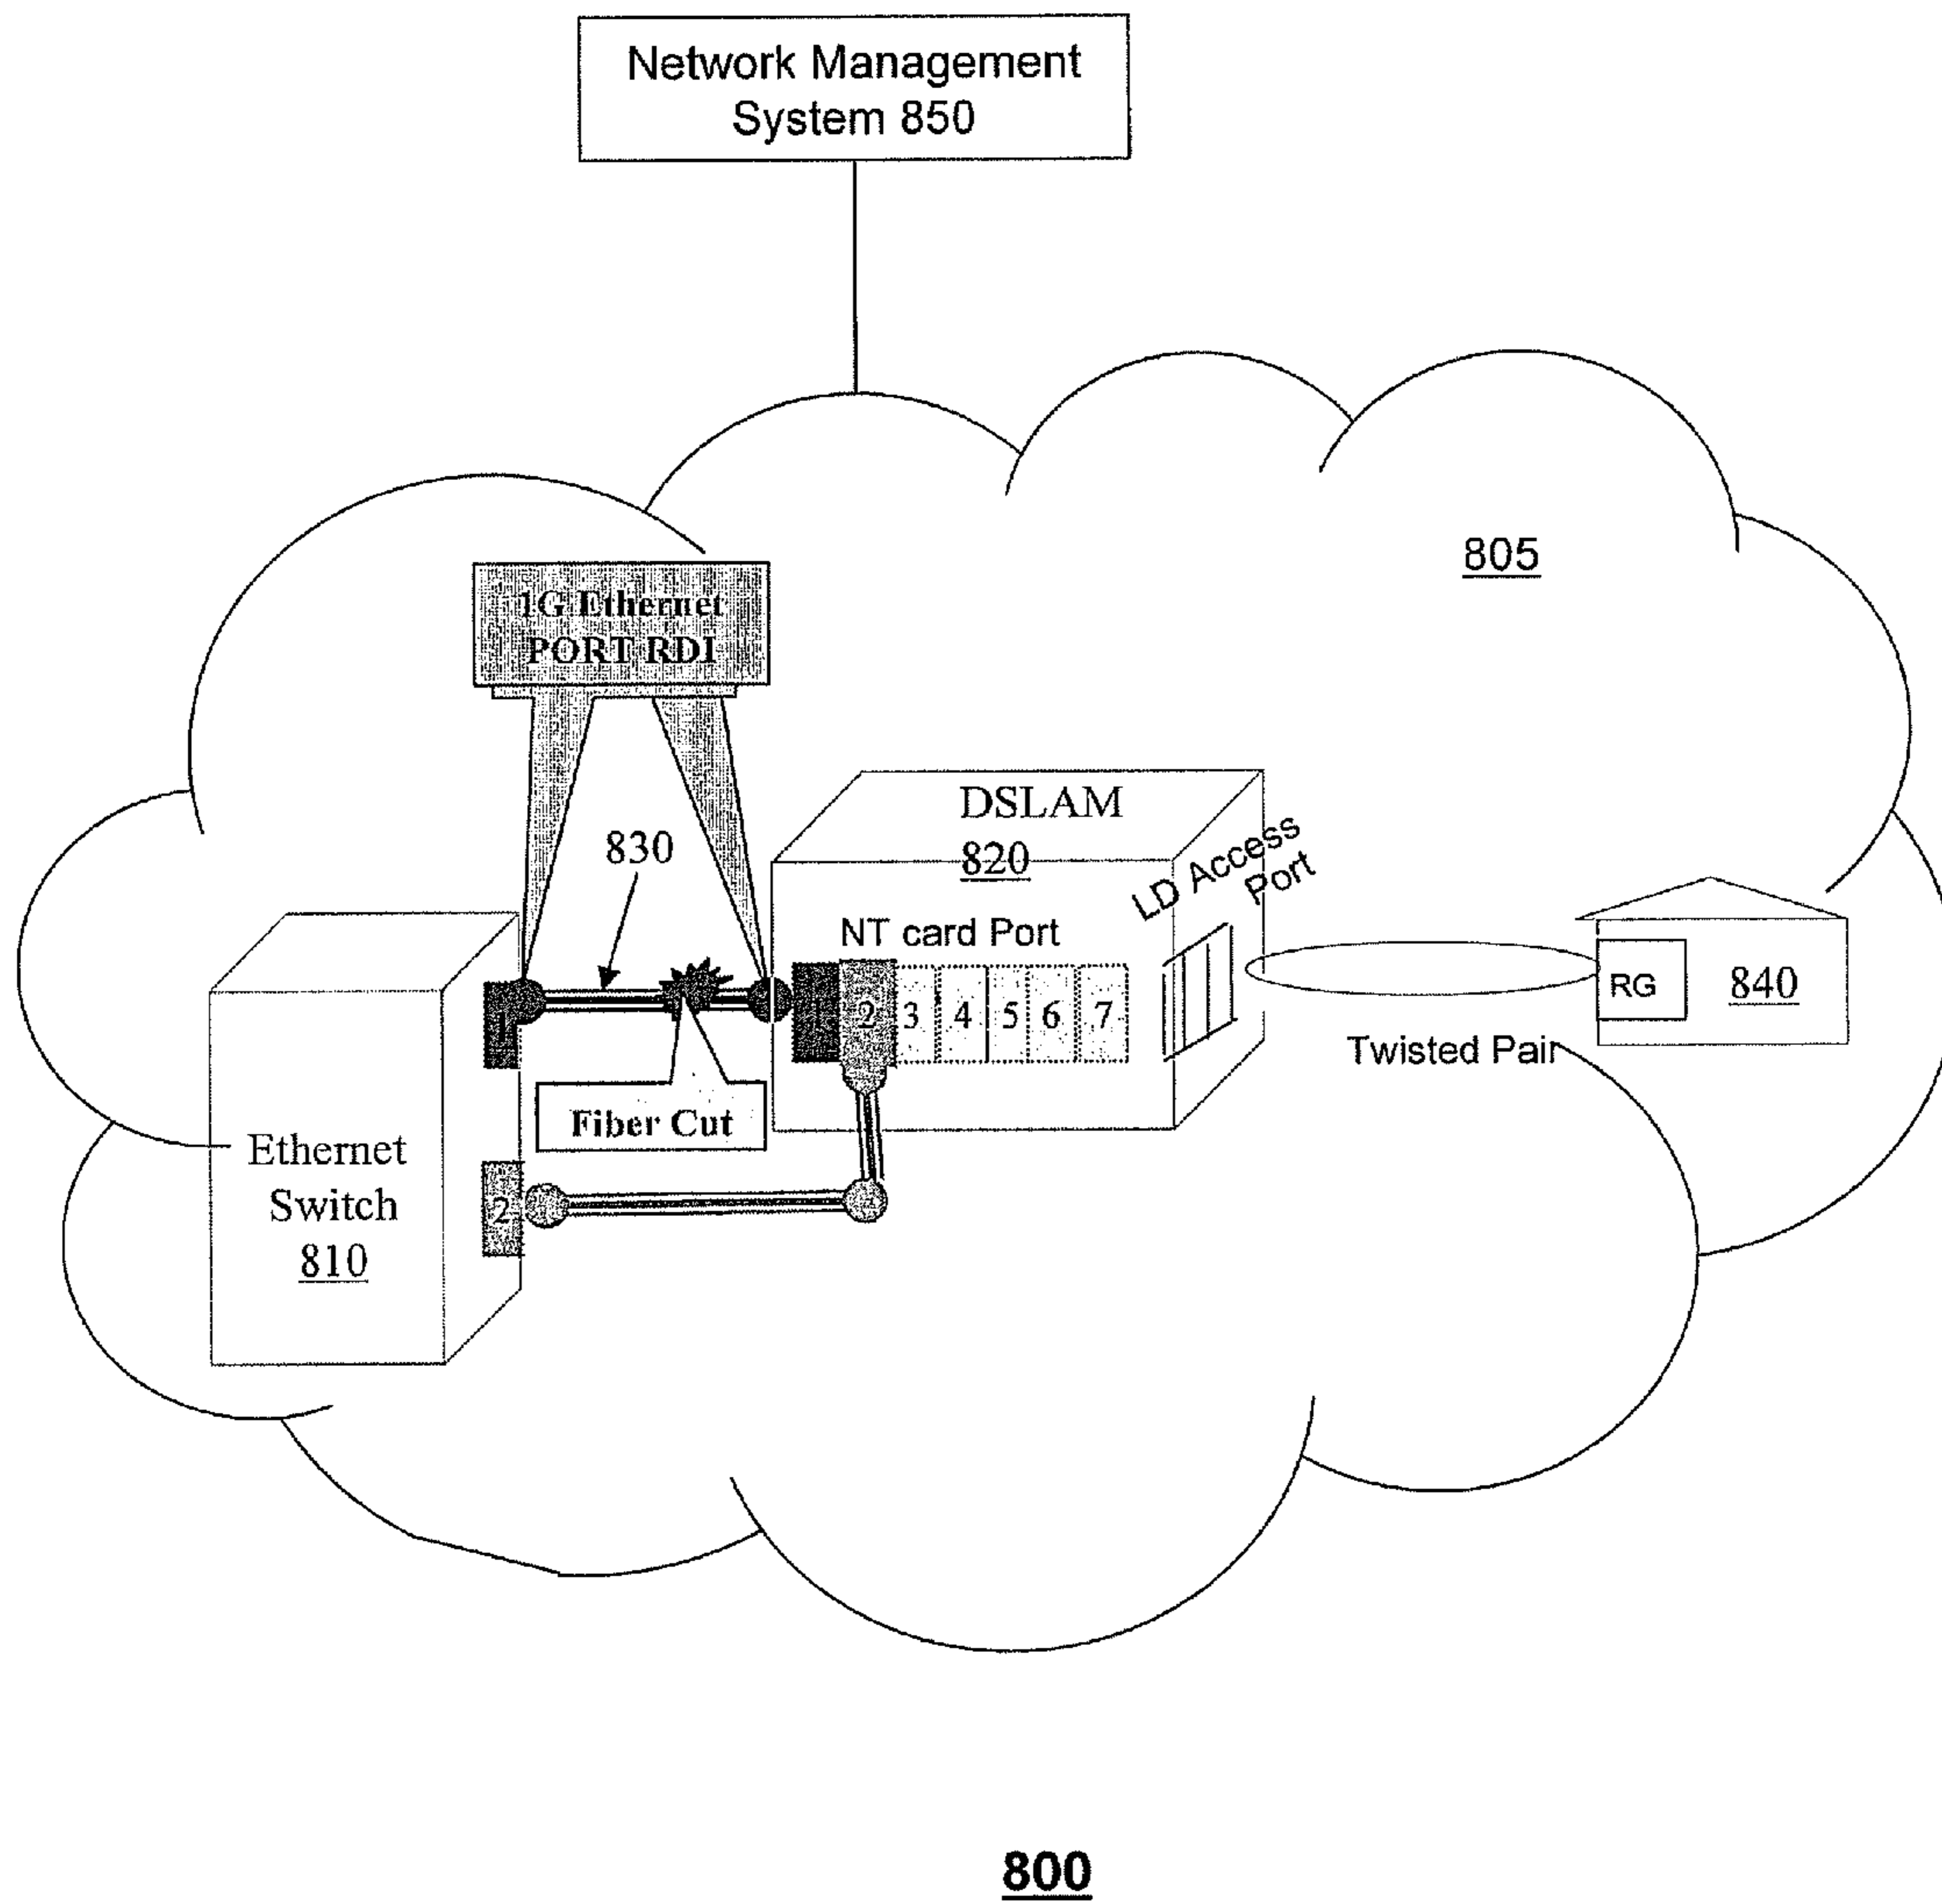 Network Management
System 850
805
1G Ethernet
PORT RDI
830
DSLAM
820
LD Access
Port
NT card Port
1
2 3 4 5 6 7
RG
840
Twisted Pair
Fiber Cut
Ethernet
Switch
810
2
800